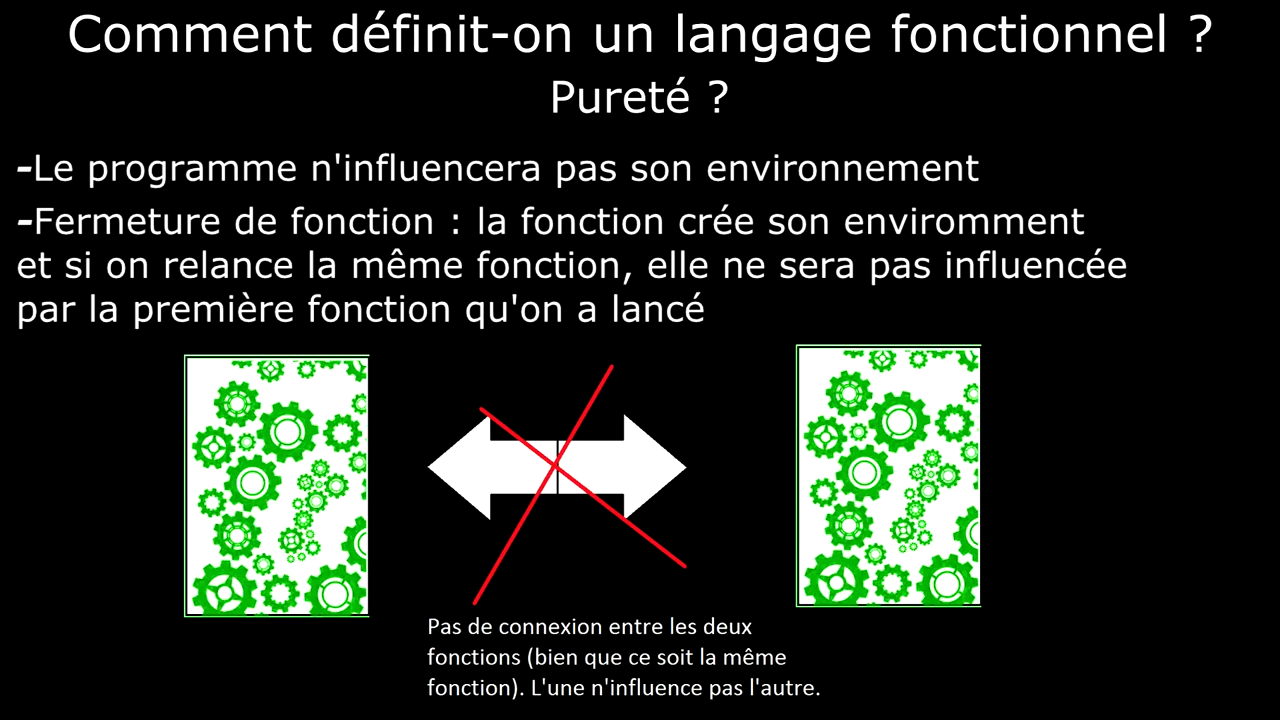 Comment définit-on un langage fonctionnel ?
Pureté ?
-Le programme n'influencera pas son environnement
-Fermeture de fonction : la fonction crée son enviromment
et si on relance la même fonction, elle ne sera pas influencée
par la première fonction qu'on a lancé
Pas de connexion entre les deux
fonctions (bien que ce soit la même
fonction). L'une n'influence pas l'autre.